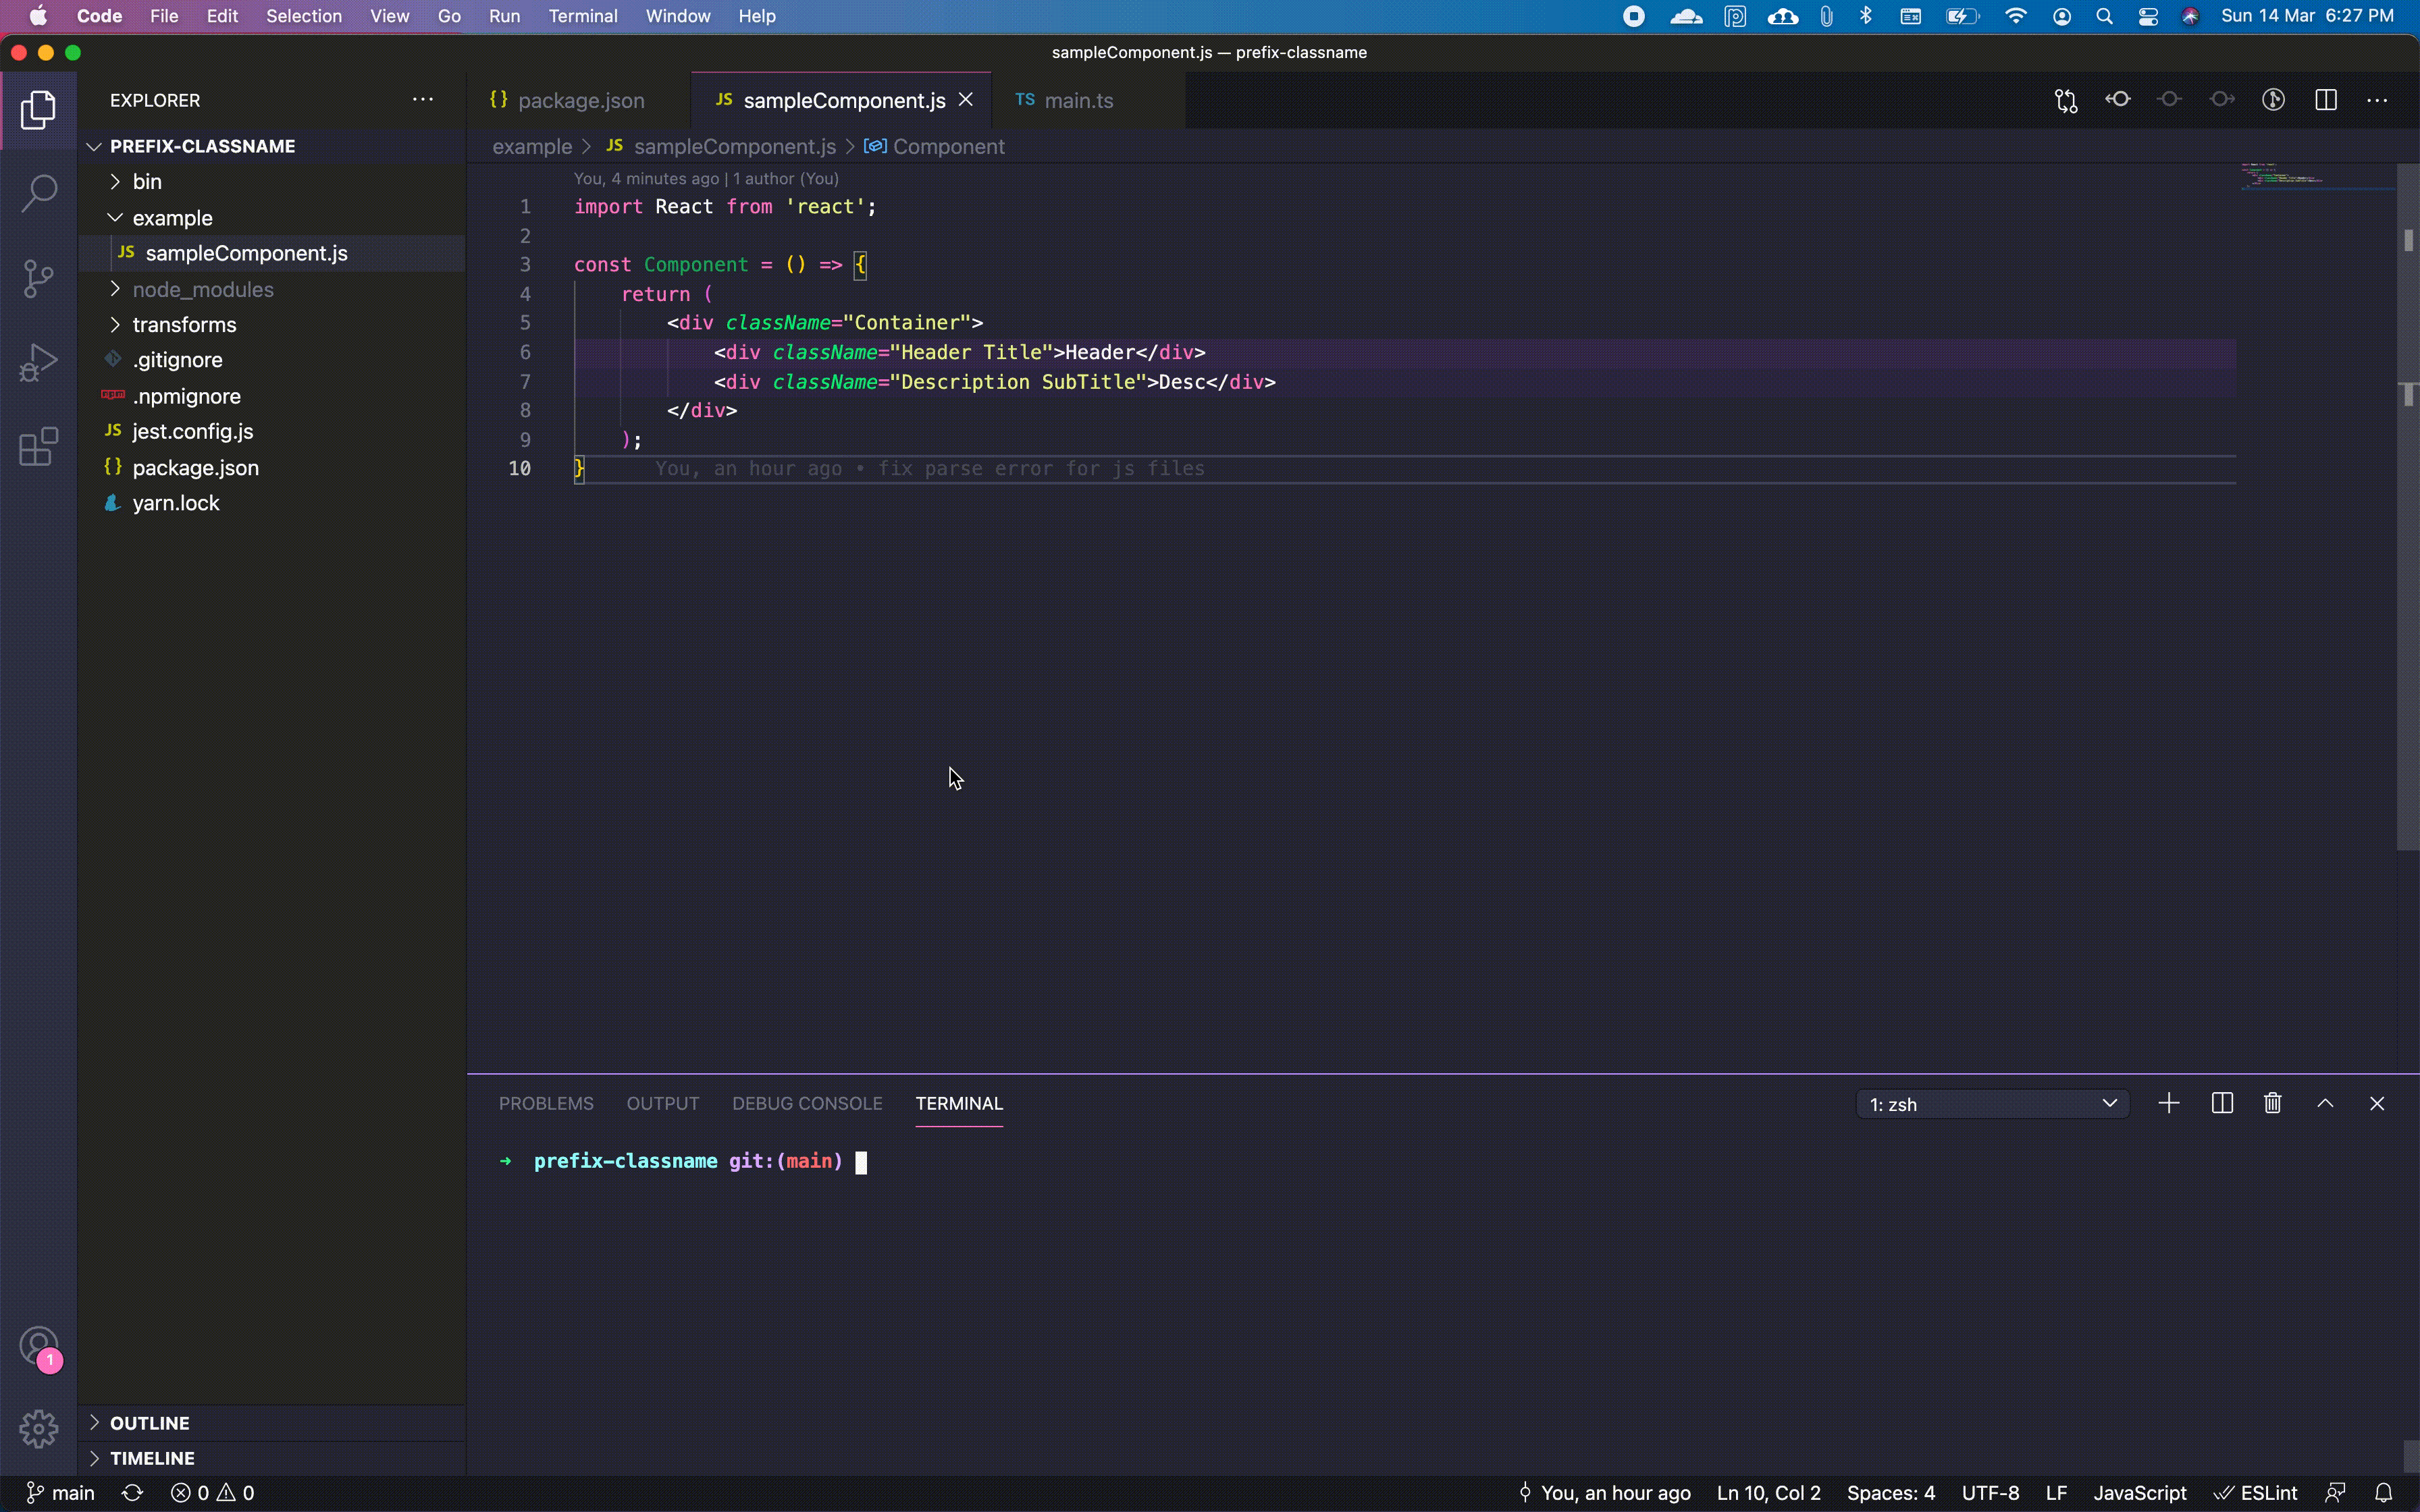 Code File Edit Selection View Go Run Terminal Window Help Sun 14 Mar 6:27 PM
sampleComponent.js — prefix-classname
EXPLORER
{} package.json JS sampleComponent.js TS main.ts
PREFIX-CLASSNAME
example > JS sampleComponent.js > Component
bin
example
JS sampleComponent.js
node_modules
transforms
.gitignore
npm .npmignore
JS jest.config.js
{} package.json
yarn.lock
You, 4 minutes ago | 1 author (You)
1 import React from 'react';
2
3 const Component = () => {
4 return (
5 <div className="Container">
6 <div className="Header Title">Header</div>
7 <div className="Description SubTitle">Desc</div>
8 </div>
9 );
10 } You, an hour ago • fix parse error for js files
PROBLEMS OUTPUT DEBUG CONSOLE TERMINAL 1: zsh
➜ prefix-classname git:(main)
1
OUTLINE
TIMELINE
main 0 0 You, an hour ago Ln 10, Col 2 Spaces: 4 UTF-8 LF JavaScript ESLint